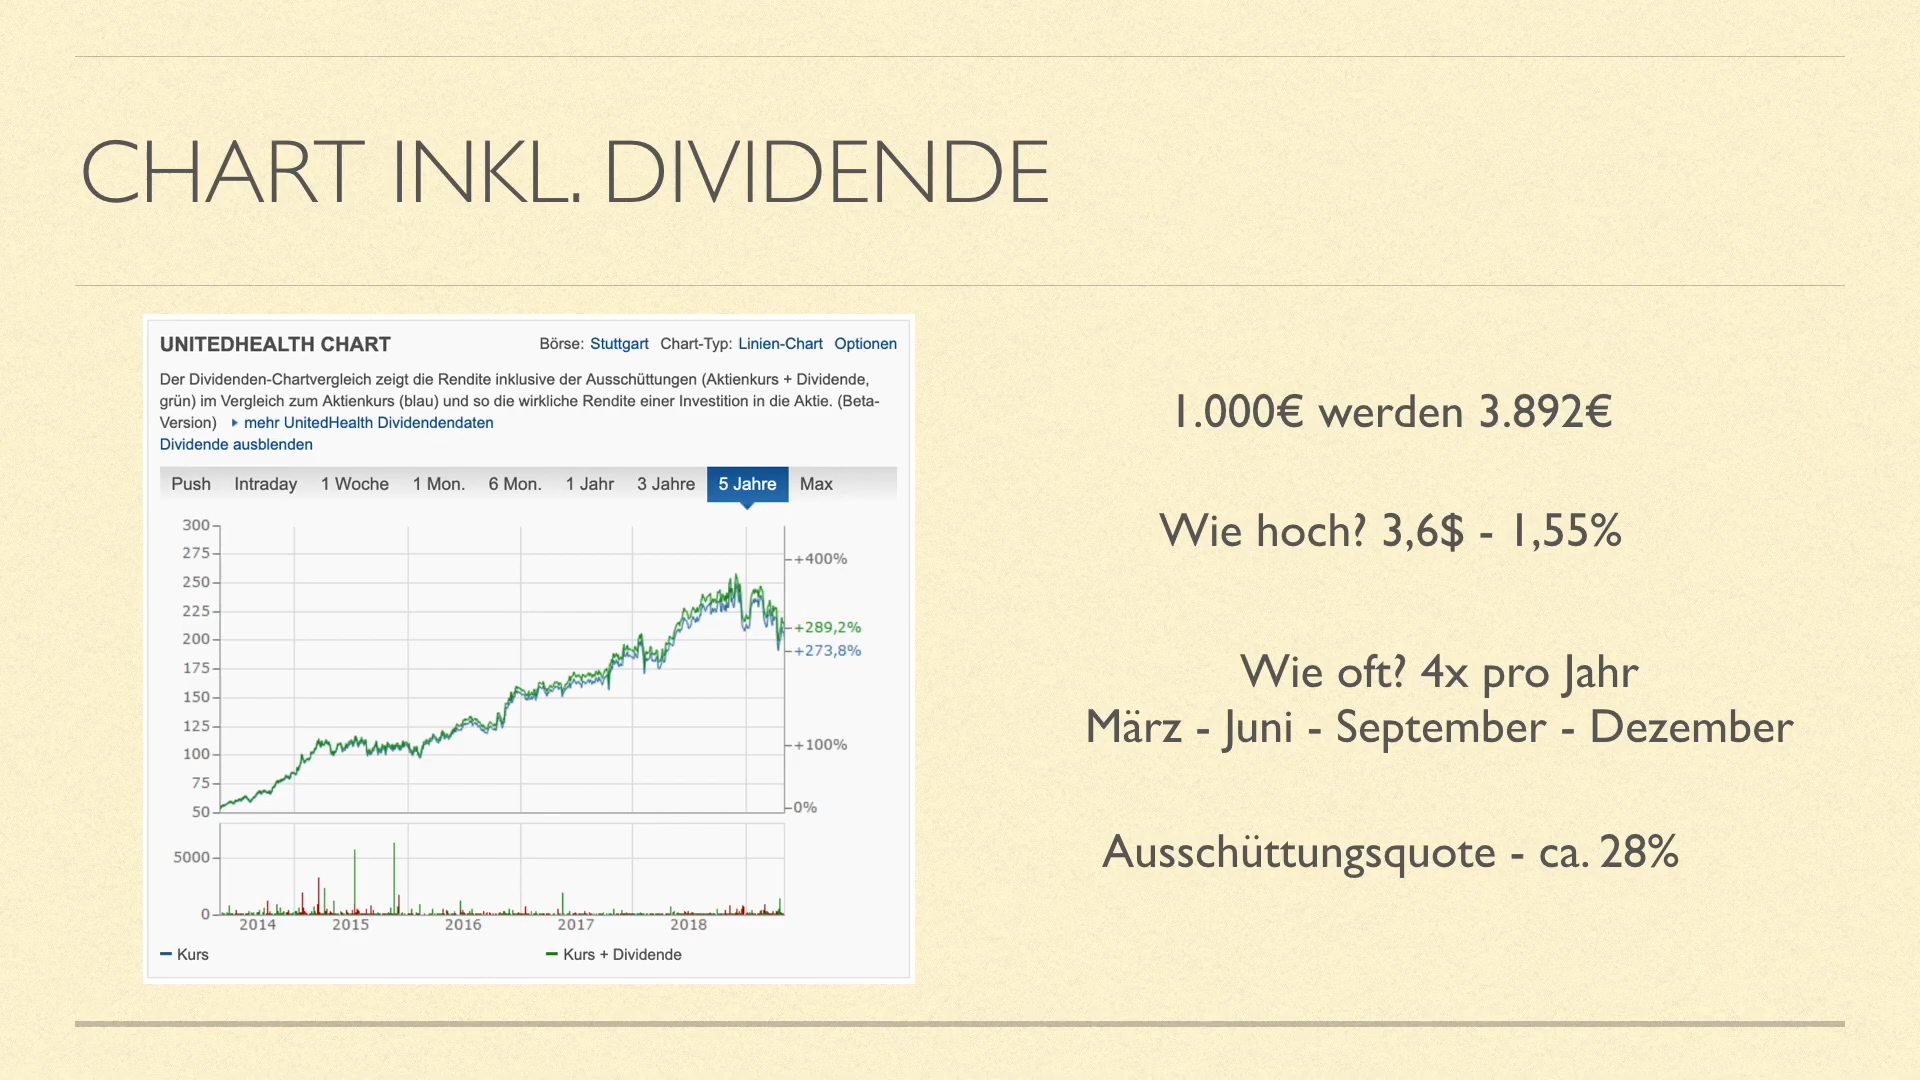 CHART INKL. DIVIDENDE
UNITEDHEALTH CHART
Börse: Stuttgart Chart-Typ: Linien-Chart Optionen
Der Dividenden-Chartvergleich zeigt die Rendite inklusive der Ausschüttungen (Aktienkurs + Dividende,
grün) im Vergleich zum Aktienkurs (blau) und so die wirkliche Rendite einer Investition in die Aktie. (Beta-
Version) mehr UnitedHealth Dividendendaten
Dividende ausblenden
Push Intraday 1 Woche 1 Mon. 6 Mon. 1 Jahr 3 Jahre 5 Jahre Max
300
275
250
225
200
175
150
125
100
75
50
+400%
+289,2%
+273,8%
+100%
0%
5000
0
2014 2015 2016 2017 2018
Kurs
Kurs + Dividende
1.000€ werden 3.892€
Wie hoch? 3,6$ - 1,55%
Wie oft? 4x pro Jahr
März - Juni - September - Dezember
Ausschüttungsquote - ca. 28%